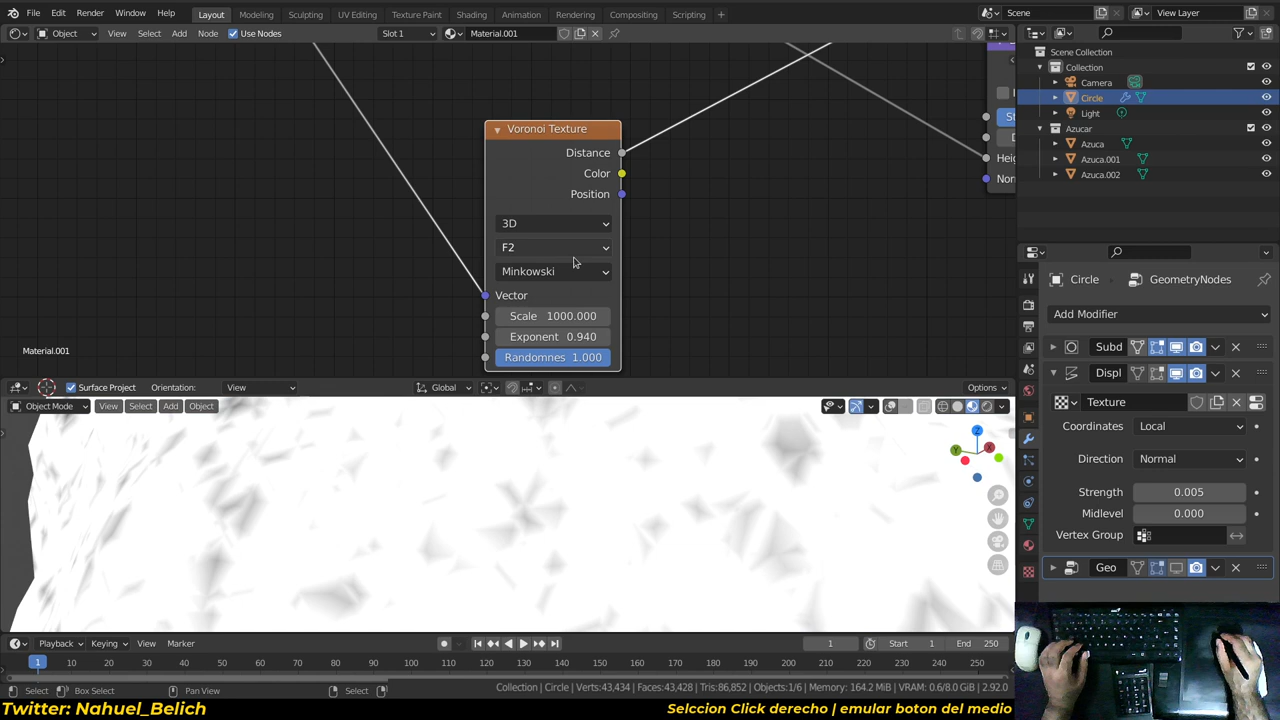 File Edit Render Window Help Layout Modeling Sculpting UV Editing Texture Paint Shading Animation Rendering Compositing Scripting + Scene View Layer
Object View Select Add Node Use Nodes Slot 1 Material.001
Voronoi Texture
Distance
Color
Position
3D
F2
Minkowski
Vector
Scale 1000.000
Exponent 0.940
Randomnes 1.000
Nor
Material.001
Surface Project Orientation: View Global Options
Object Mode View Select Add Object
Z
Y
X
Playback Keying View Marker 1 Start 1 End 250
1 10 20 30 40 50 60 70 80 90 100 110 120 130 140 150 160 170 180 190 200 210 220 230 240 250
Select Box Select Pan View Select Collection | Circle | Verts:43,434 | Faces:43,428 | Tris:86,852 | Objects:1/6 | Memory: 164.2 MiB | VRAM: 0.6/8.0 GiB | 2.92.0
Scene Collection
Collection
Camera
Circle
Light
Azucar
Azuca
Azuca.001
Azuca.002
Circle GeometryNodes
Add Modifier
Subd
Displ
Texture
Coordinates Local
Direction Normal
Strength 0.005
Midlevel 0.000
Vertex Group
Geo
Twitter: Nahuel_Belich
Selccion Click derecho | emular boton del medio